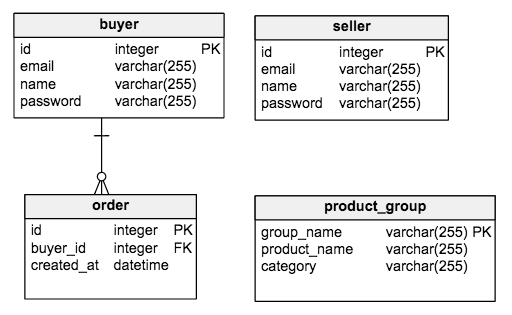 buyer
id integer PK
email varchar(255)
name varchar(255)
password varchar(255)
seller
id integer PK
email varchar(255)
name varchar(255)
password varchar(255)
order
id integer PK
buyer_id integer FK
created_at datetime
product_group
group_name varchar(255) PK
product_name varchar(255)
category varchar(255)